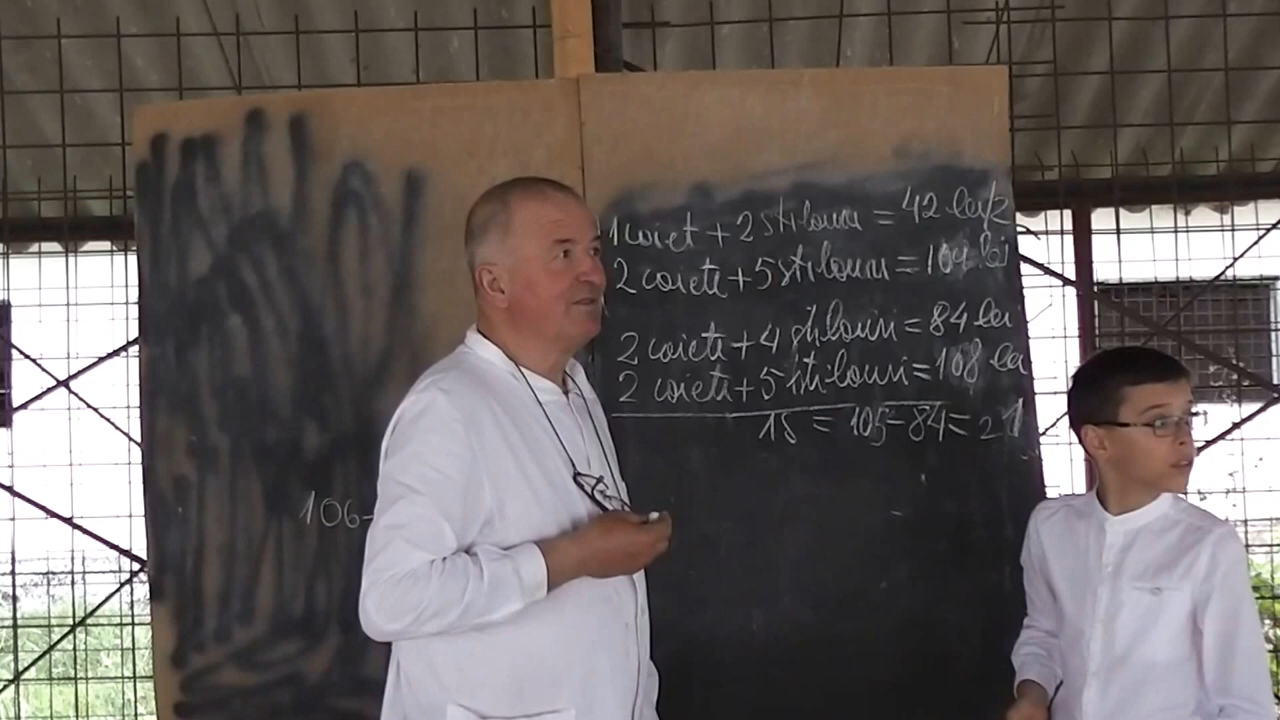 1 caiet + 2 stilouri = 42 lei/2
2 caiete + 5 stilouri = 104 lei
2 caiete + 4 stilouri = 84 lei
2 caiete + 5 stilouri = 108 lei
1S = 105 - 84 = 21
106-